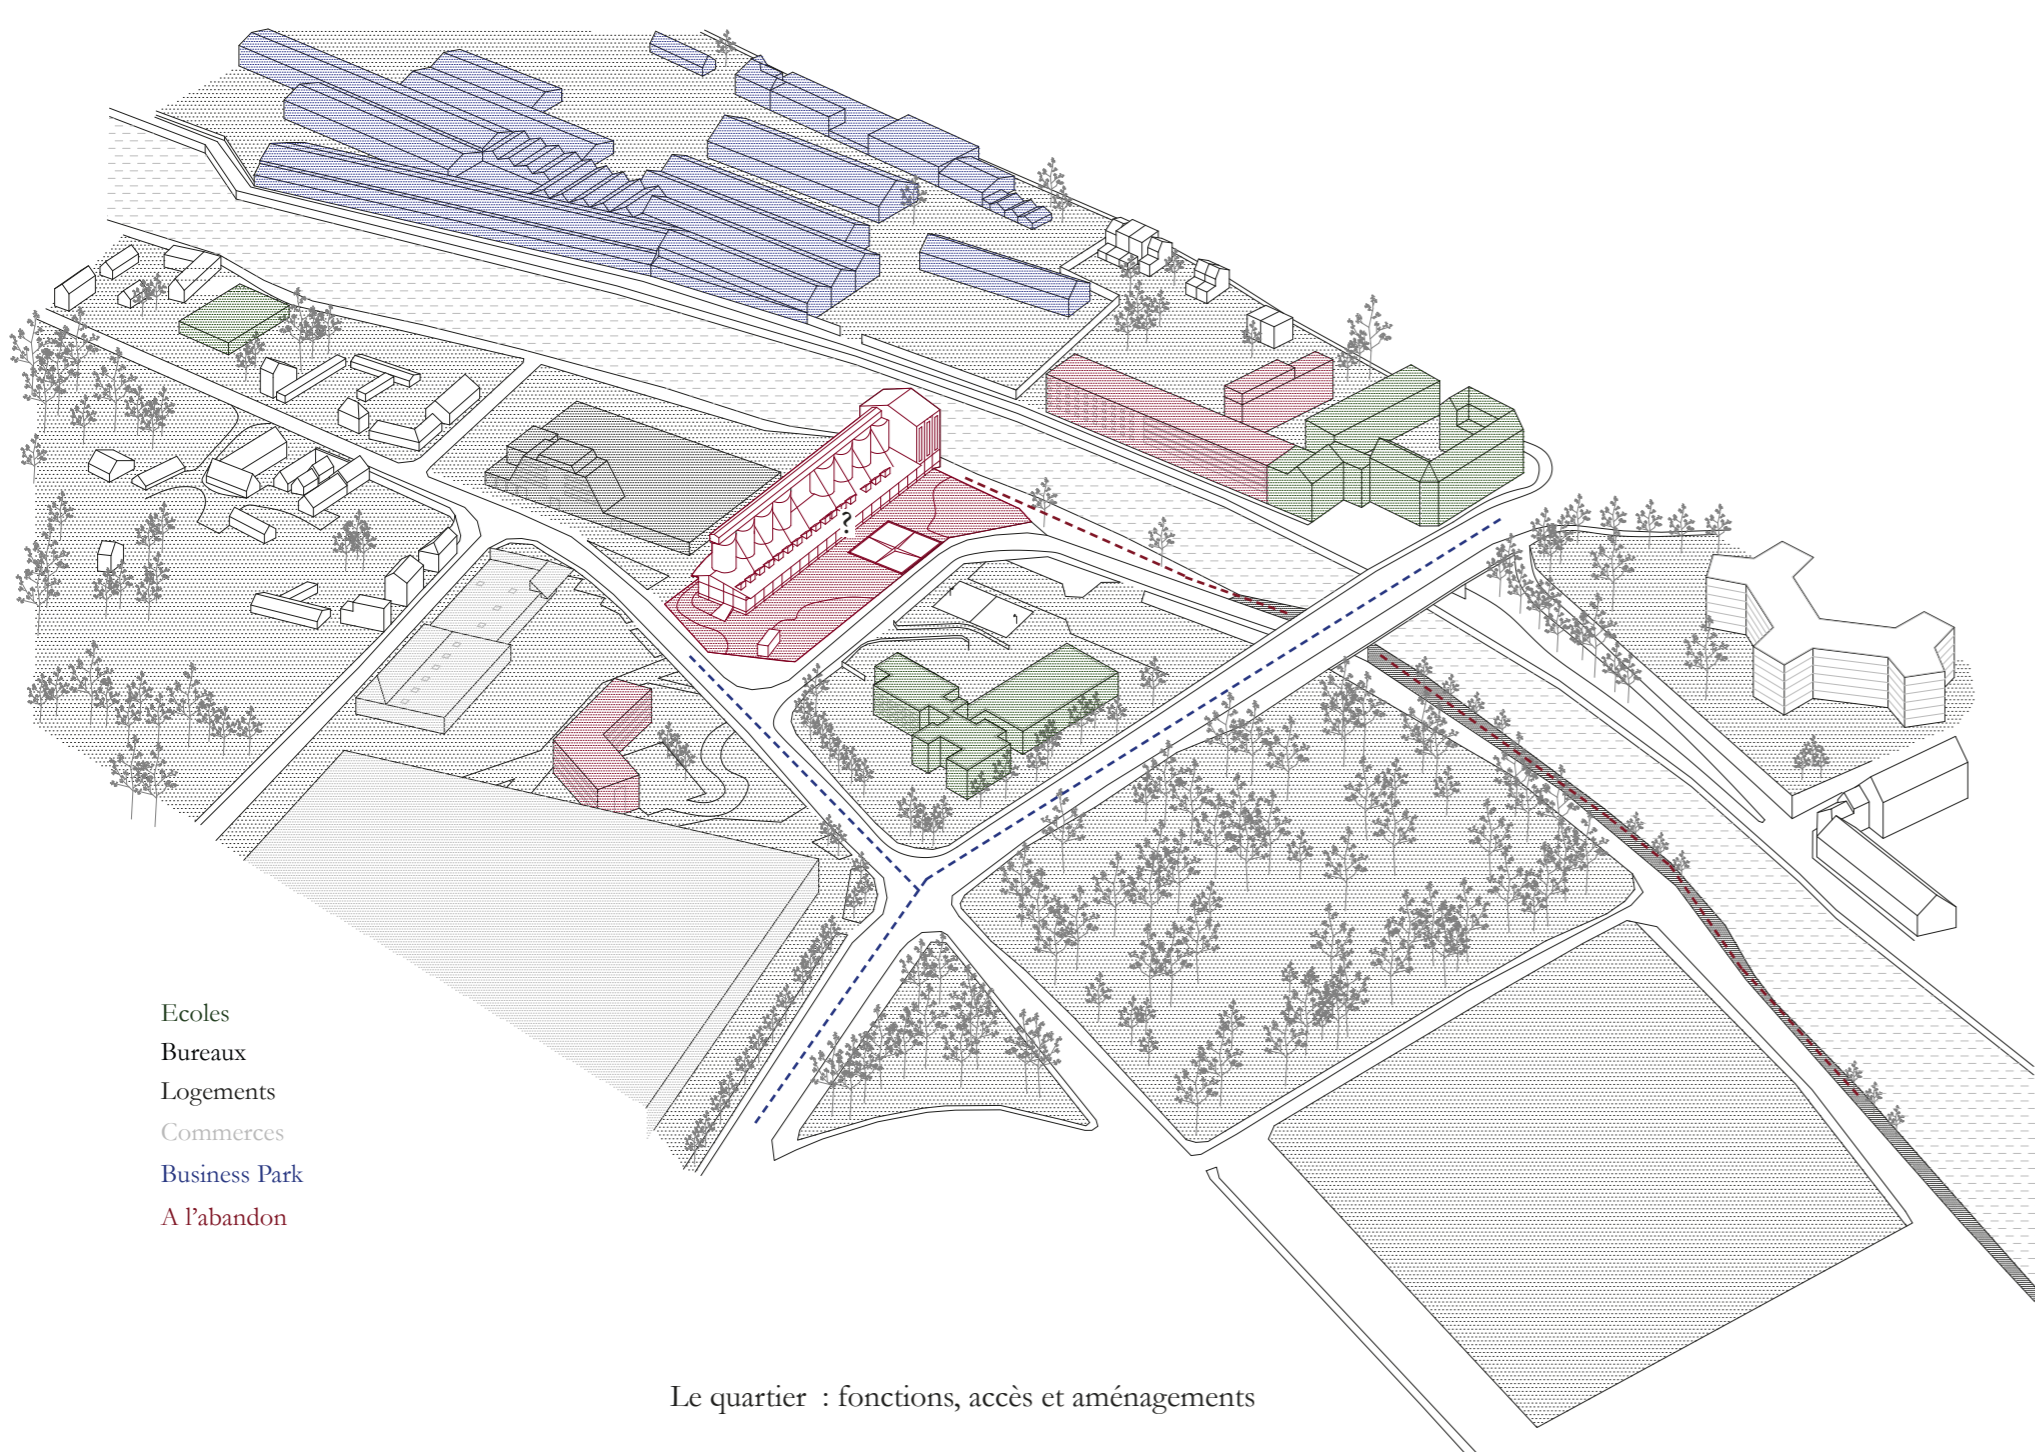 ?
Ecoles
Bureaux
Logements
Commerces
Business Park
A l’abandon
Le quartier : fonctions, accès et aménagements